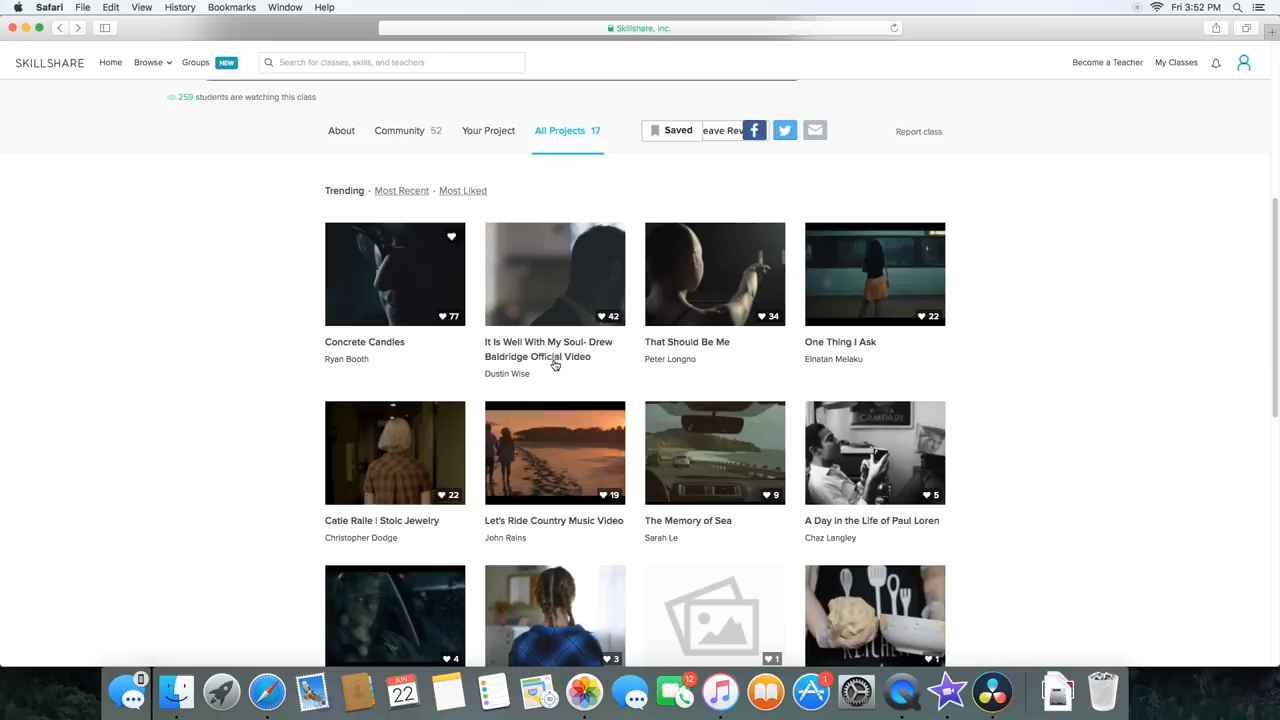 Safari File Edit View History Bookmarks Window Help Fri 3:52 PM
Skillshare, Inc.
SKILLSHARE Home Browse Groups NEW Search for classes, skills, and teachers Become a Teacher My Classes
259 students are watching this class
About Community 52 Your Project All Projects 17 Saved eave Rev Report class
Trending · Most Recent · Most Liked
77 42 34 22
Concrete Candles
Ryan Booth
It Is Well With My Soul- Drew
Baldridge Official Video
Dustin Wise
That Should Be Me
Peter Longno
One Thing I Ask
Elnatan Melaku
CAMPARI
22 19 9 5
Catie Ralle | Stoic Jewelry
Christopher Dodge
Let's Ride Country Music Video
John Rains
The Memory of Sea
Sarah Le
A Day in the Life of Paul Loren
Chaz Langley
4 3 1 1
JUN
22
12
1